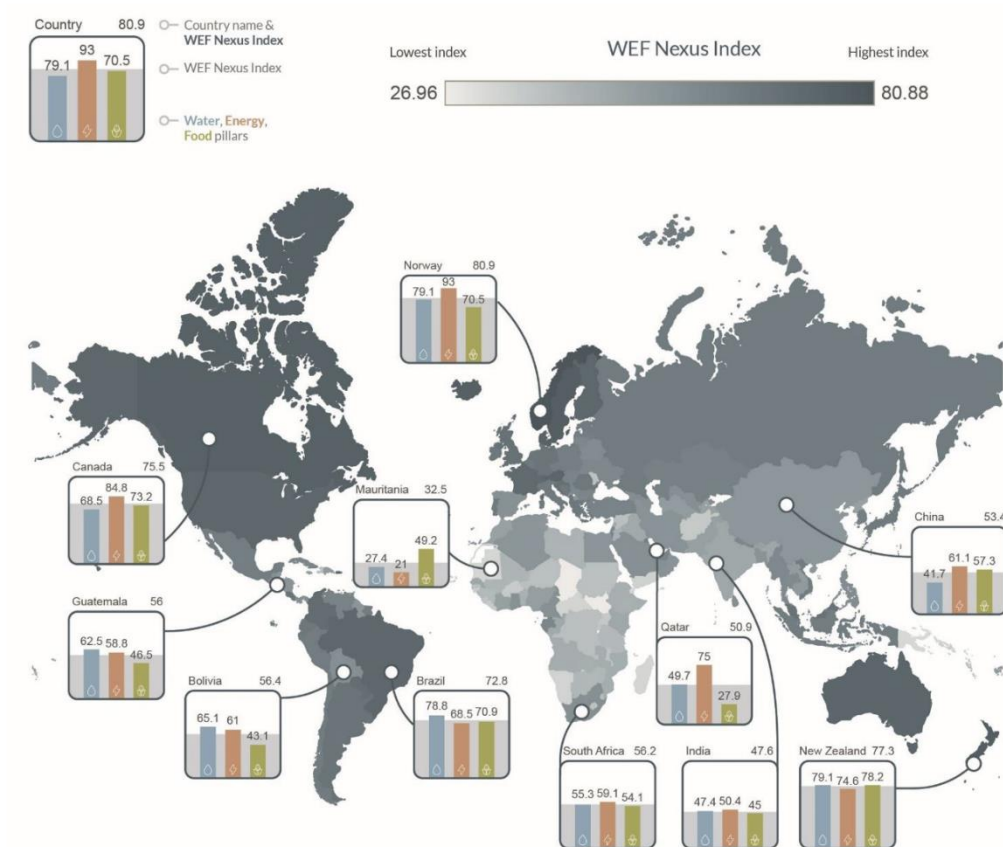 Country 80.9
79.1 93 70.5
Country name &
WEF Nexus Index
WEF Nexus Index
Water, Energy,
Food pillars
WEF Nexus Index
Lowest index
Highest index
26.96
80.88
Norway 80.9
79.1 93 70.5
Canada 75.5
68.5 84.8 73.2
Mauritania 32.5
27.4 21 49.2
China 53.4
41.7 61.1 57.3
Guatemala 56
62.5 58.8 46.5
Qatar 50.9
49.7 75 27.9
Bolivia 56.4
65.1 61 43.1
Brazil 72.8
78.8 68.5 70.9
South Africa 56.2
55.3 59.1 54.1
India 47.6
47.4 50.4 45
New Zealand 77.3
79.1 74.6 78.2